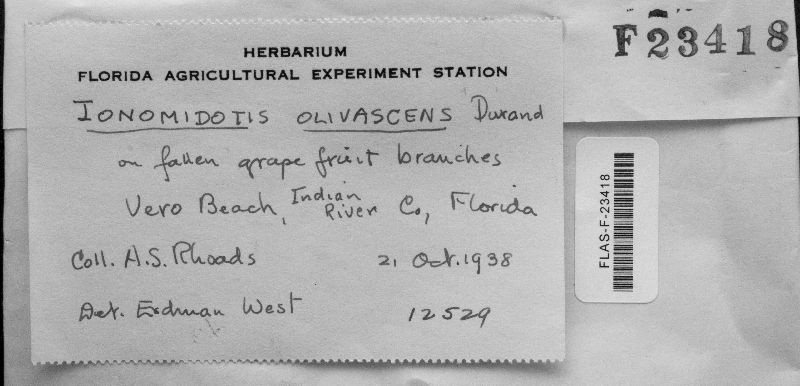 F23418
HERBARIUM
FLORIDA AGRICULTURAL EXPERIMENT STATION
IONOMIDOTIS OLIVASCENS Durand
on fallen grape fruit branches
Vero Beach, Indian River Co, Florida
Coll. A.S. Rhoads 21 Oct. 1938
Det. Erdman West 12529
FLAS-F-23418